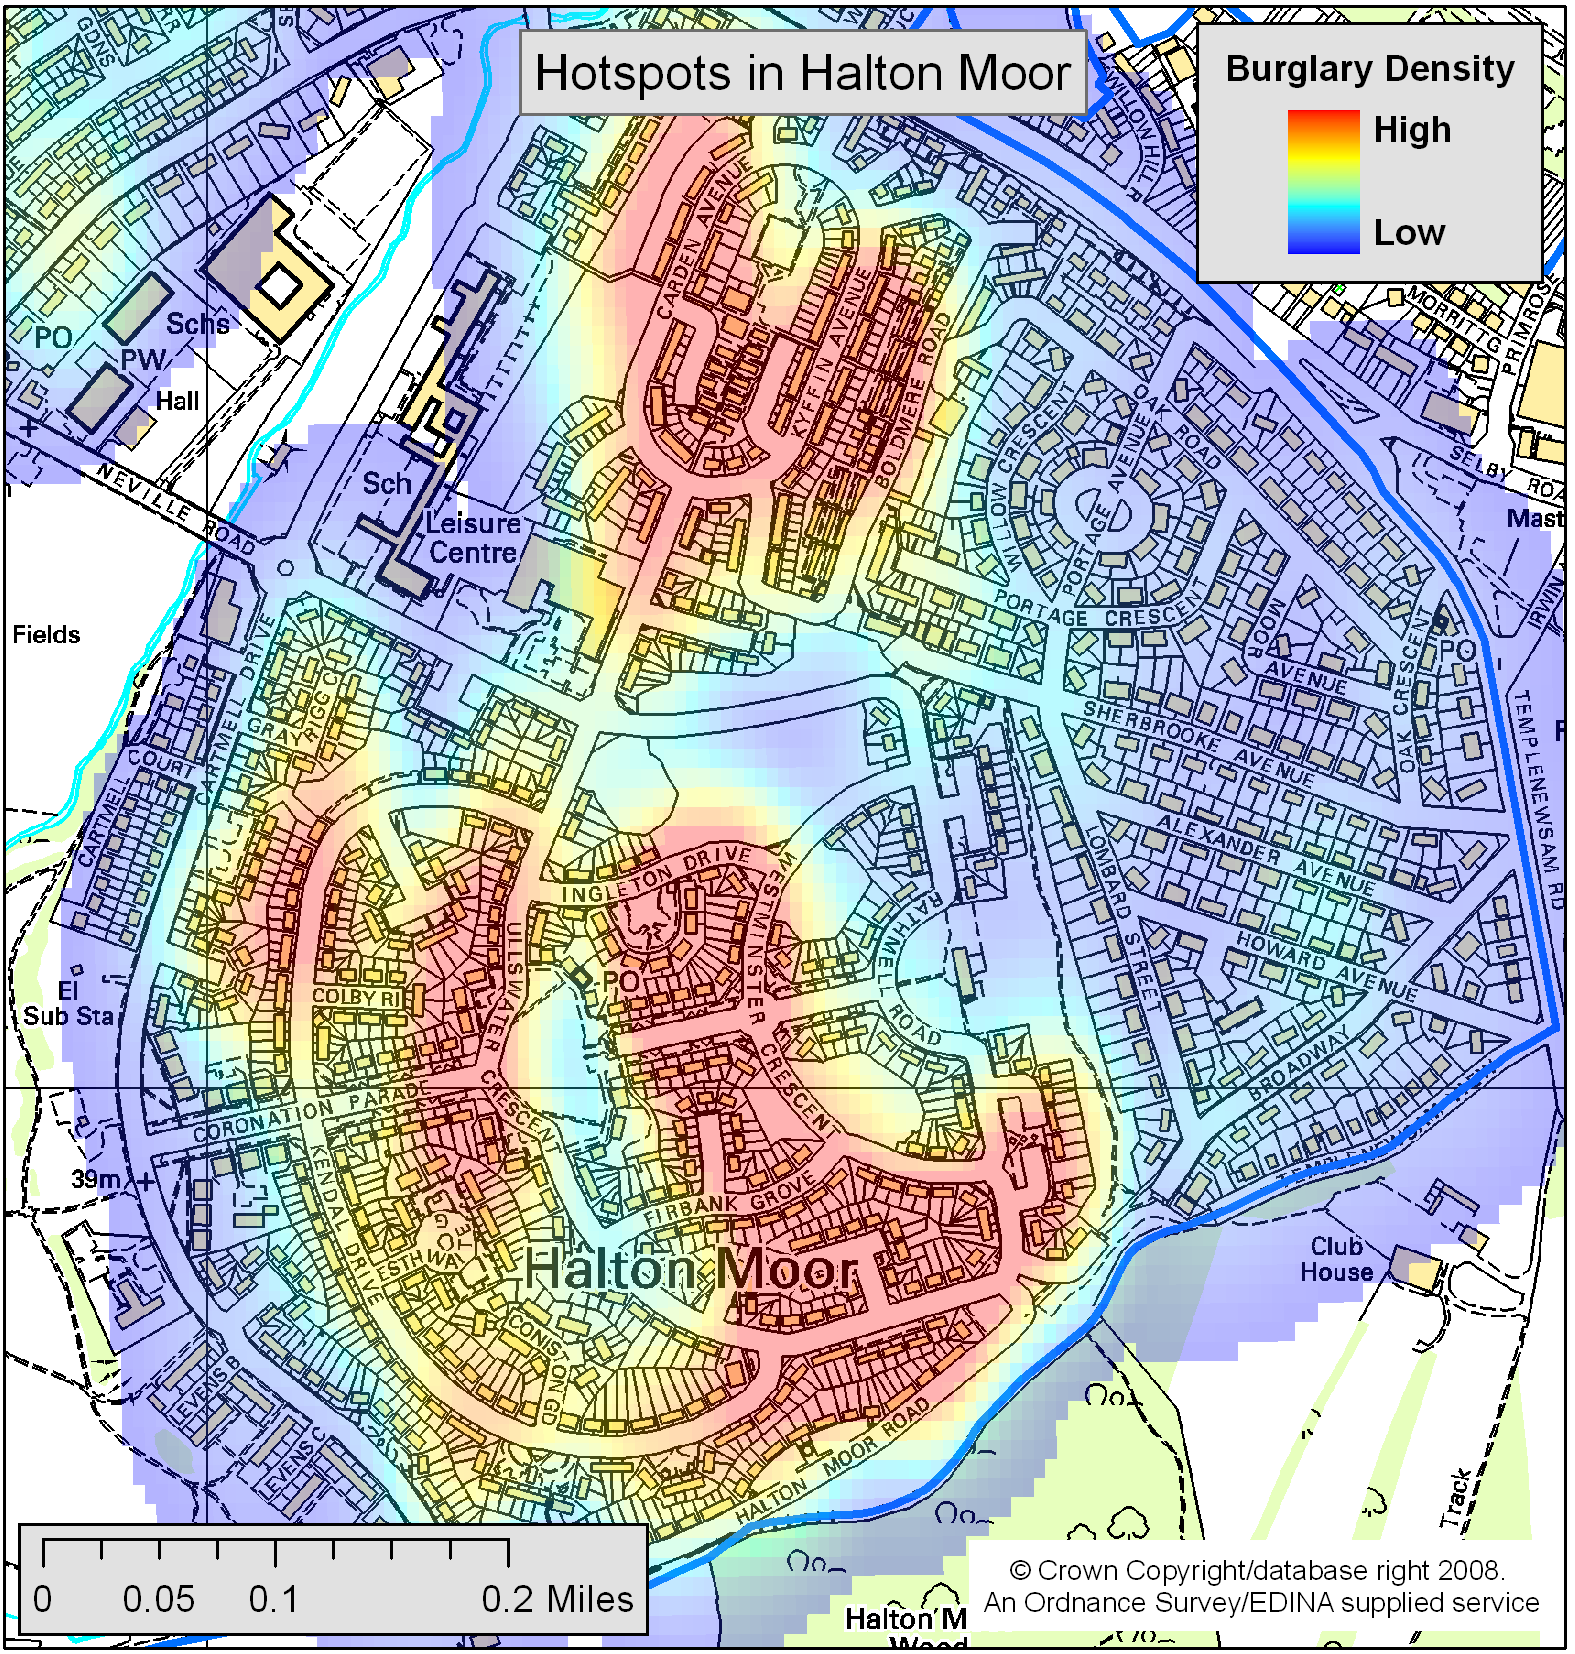 Hotspots in Halton Moor
Burglary Density
High
Low
GDNS
WILLOW HILL R
MORRITT G
PRIMROS
SELBY
ROA
Mast
IRWIN
PO
Schs
PW
Hall
NEVILLE ROAD
Sch
Leisure
Centre
Fields
CARDEN AVENUE
KYFFIN AVENUE
BOLDMERE ROAD
WILLOW CRESCENT
PORTAGE AVENUE
OAK ROAD
PORTAGE CRESCENT
MOOR AVENUE
OAK CRESCENT
PO
SHERBROOKE AVENUE
TEMPLENEWSAM RD
ALEXANDER AVENUE
HOWARD AVENUE
LOMBARD STREET
BROADWAY
CARTMEL DRIVE
GRAYRIGG C
CARTMELL COURT
INGLETON DRIVE
WESTMINSTER CRESCENT
ULLSWATER CRESCENT
RATHMELL ROAD
PO
COLBY RI
El
Sub Sta
CORONATION PARADE
39m
KENDAL DRIVE
ESTHWA
FIRBANK GROVE
Halton Moor
CONISTON GD
HALTON MOOR ROAD
EVENS
EVENSC
Club
House
Track
0 0.05 0.1 0.2 Miles
© Crown Copyright/database right 2008.
An Ordnance Survey/EDINA supplied service
Halton M
Wood